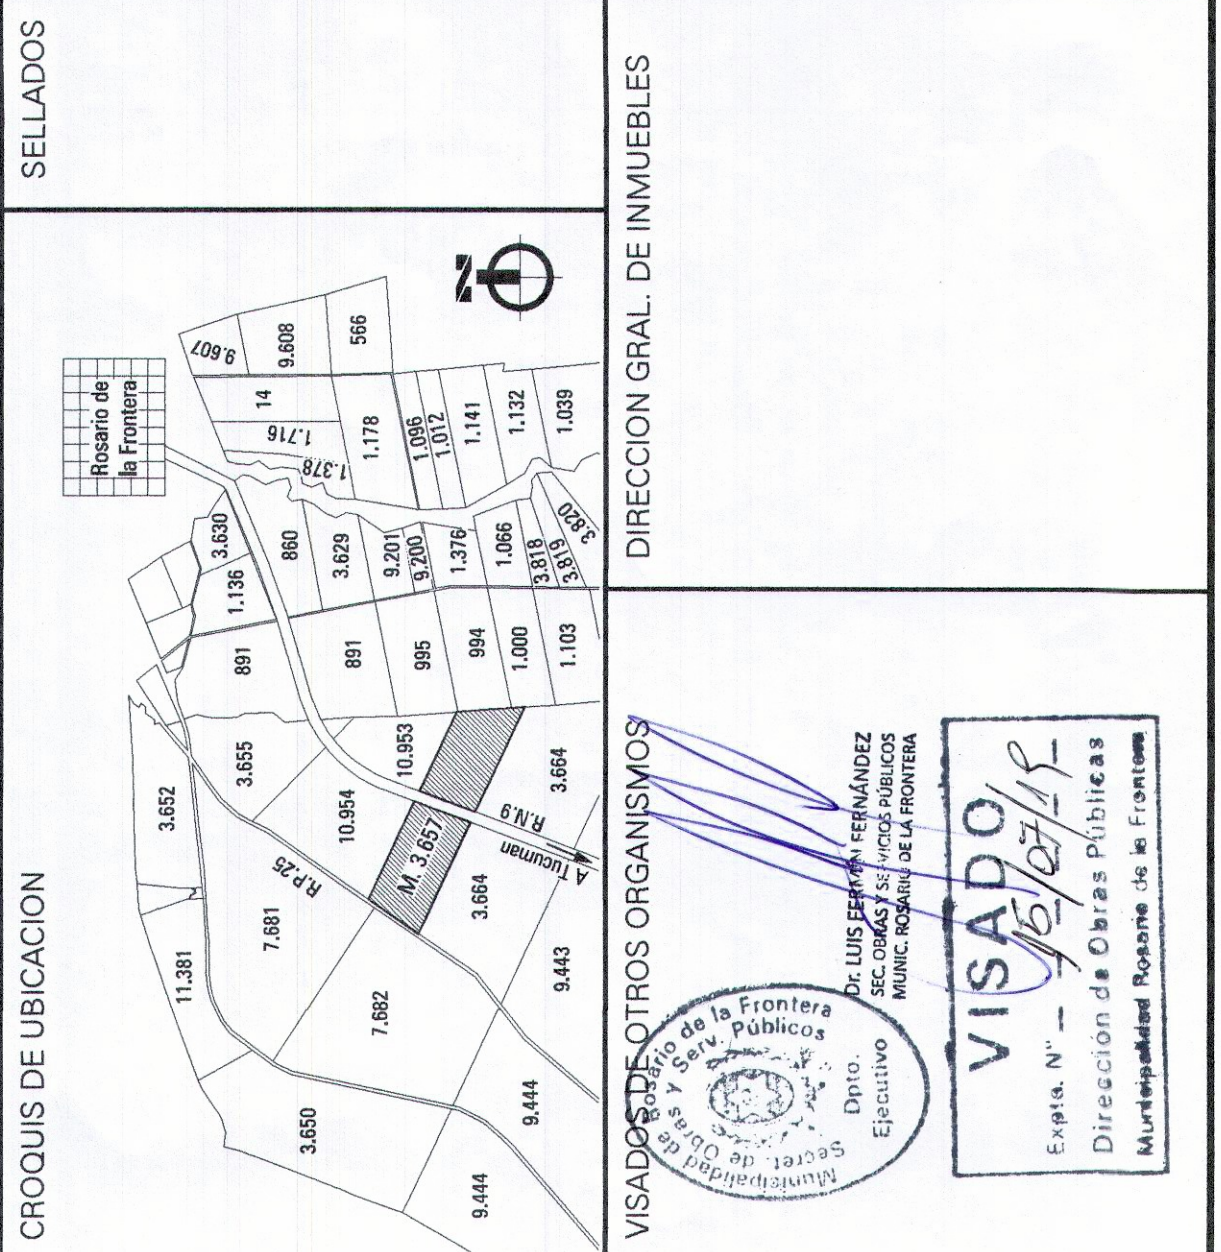 CROQUIS DE UBICACION
SELLADOS
Rosario de
la Frontera
N
9.607
9.608
566
14
1.716
1.378
1.178
1.096
1.012
1.141
1.132
1.039
3.630
1.136
860
3.629
9.201
9.200
1.376
1.066
3.818
3.819
3.820
891
891
995
994
1.000
1.103
3.652
3.655
10.954
10.953
R.P.25
M. 3.657
R.N.9
A Tucuman
3.664
3.664
11.381
7.681
7.682
9.443
3.650
9.444
9.444
VISADOS DE OTROS ORGANISMOS
DIRECCION GRAL. DE INMUEBLES
Municipalidad de Rosario de la Frontera
Secret. de Obras y Serv. Públicos
Dpto.
Ejecutivo
Dr. LUIS FERMIN FERNÁNDEZ
SEC. OBRAS Y SERVICIOS PÚBLICOS
MUNIC. ROSARIO DE LA FRONTERA
VISADO
Expte. N° 15/07/19
Dirección de Obras Públicas
Municipalidad Rosario de la Frontera